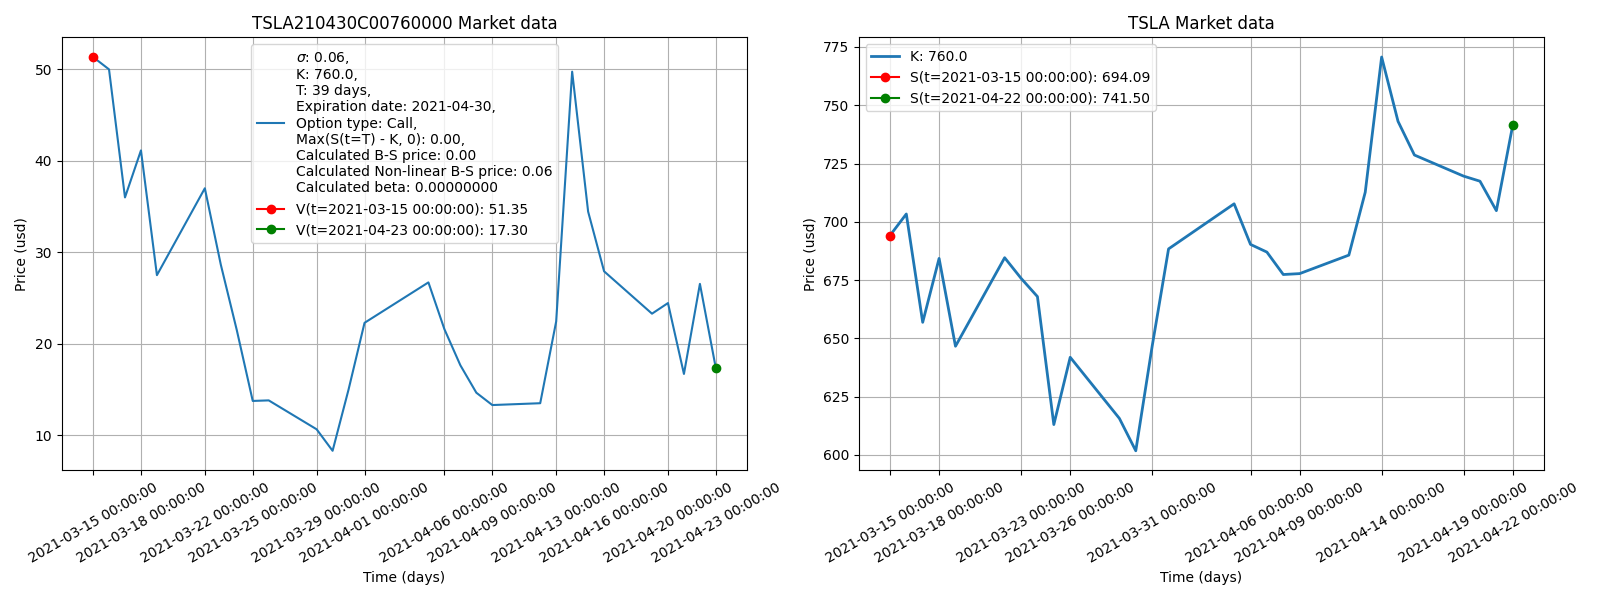 TSLA210430C00760000 Market data
50
40
30
20
10
Price (usd)
σ: 0.06,
K: 760.0,
T: 39 days,
Expiration date: 2021-04-30,
Option type: Call,
Max(S(t=T) - K, 0): 0.00,
Calculated B-S price: 0.00
Calculated Non-linear B-S price: 0.06
Calculated beta: 0.00000000
V(t=2021-03-15 00:00:00): 51.35
V(t=2021-04-23 00:00:00): 17.30
2021-03-15 00:00:00
2021-03-18 00:00:00
2021-03-22 00:00:00
2021-03-25 00:00:00
2021-03-29 00:00:00
2021-04-01 00:00:00
2021-04-06 00:00:00
2021-04-09 00:00:00
2021-04-13 00:00:00
2021-04-16 00:00:00
2021-04-20 00:00:00
2021-04-23 00:00:00
Time (days)
TSLA Market data
775
750
725
700
675
650
625
600
Price (usd)
K: 760.0
S(t=2021-03-15 00:00:00): 694.09
S(t=2021-04-22 00:00:00): 741.50
2021-03-15 00:00:00
2021-03-18 00:00:00
2021-03-23 00:00:00
2021-03-26 00:00:00
2021-03-31 00:00:00
2021-04-06 00:00:00
2021-04-09 00:00:00
2021-04-14 00:00:00
2021-04-19 00:00:00
2021-04-22 00:00:00
Time (days)